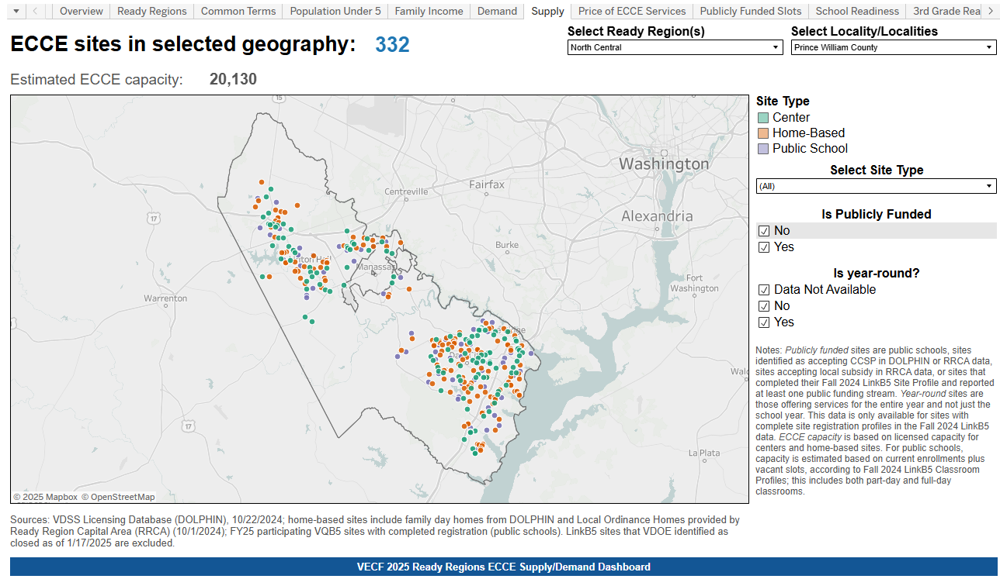 Overview Ready Regions Common Terms Population Under 5 Family Income Demand Supply Price of ECCE Services Publicly Funded Slots School Readiness 3rd Grade Rea
ECCE sites in selected geography: 332
Select Ready Region(s)
North Central
Select Locality/Localities
Prince William County
Estimated ECCE capacity: 20,130
15
Washington
Centreville
Fairfax
Alexandria
17
Burke
Manassas
Fort
Washington
Warrenton
17
La Plata
© 2025 Mapbox © OpenStreetMap
Site Type
Center
Home-Based
Public School
Select Site Type
(All)
Is Publicly Funded
No
Yes
Is year-round?
Data Not Available
No
Yes
Notes: Publicly funded sites are public schools, sites
identified as accepting CCSP in DOLPHIN or RRCA data,
sites accepting local subsidy in RRCA data, or sites that
completed their Fall 2024 LinkB5 Site Profile and reported
at least one public funding stream. Year-round sites are
those offering services for the entire year and not just the
school year. This data is only available for sites with
complete site registration profiles in the Fall 2024 LinkB5
data. ECCE capacity is based on licensed capacity for
centers and home-based sites. For public schools,
capacity is estimated based on current enrollments plus
vacant slots, according to Fall 2024 LinkB5 Classroom
Profiles; this includes both part-day and full-day
classrooms.
Sources: VDSS Licensing Database (DOLPHIN), 10/22/2024; home-based sites include family day homes from DOLPHIN and Local Ordinance Homes provided by
Ready Region Capital Area (RRCA) (10/1/2024); FY25 participating VQB5 sites with completed registration (public schools). LinkB5 sites that VDOE identified as
closed as of 1/17/2025 are excluded.
VECF 2025 Ready Regions ECCE Supply/Demand Dashboard